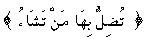 ﴿ تُضِلُّ بِهَا مَنْ تَشَاءُ ﴾